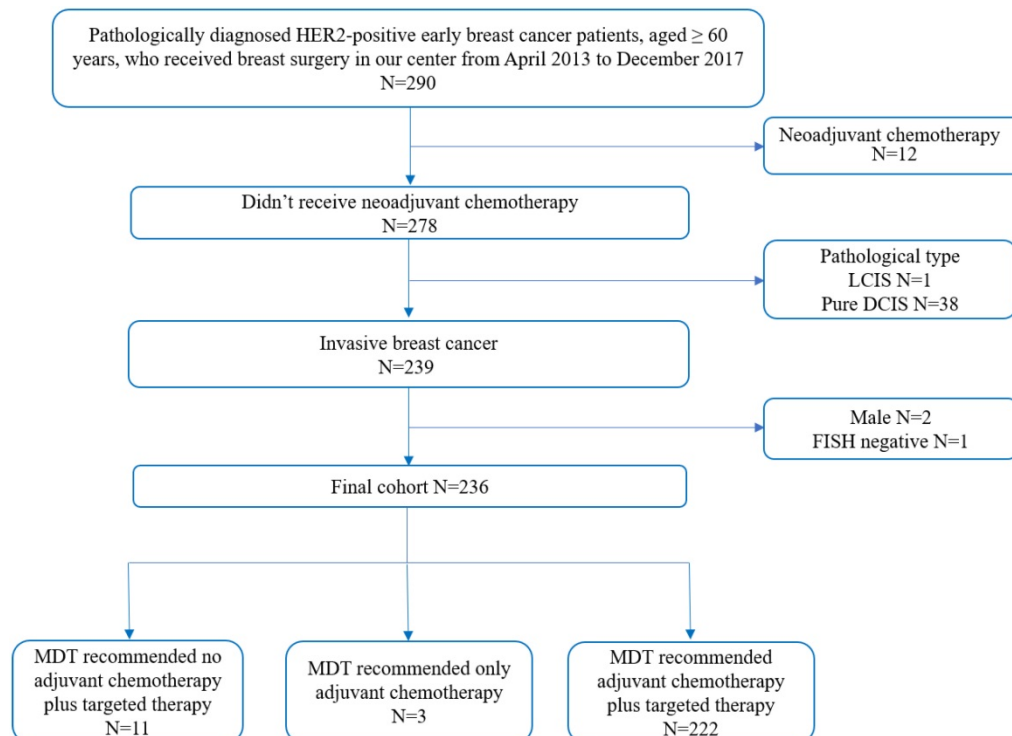 Pathologically diagnosed HER2-positive early breast cancer patients, aged ≥ 60
years, who received breast surgery in our center from April 2013 to December 2017
N=290
Neoadjuvant chemotherapy
N=12
Didn’t receive neoadjuvant chemotherapy
N=278
Pathological type
LCIS N=1
Pure DCIS N=38
Invasive breast cancer
N=239
Male N=2
FISH negative N=1
Final cohort N=236
MDT recommended no
adjuvant chemotherapy
plus targeted therapy
N=11
MDT recommended only
adjuvant chemotherapy
N=3
MDT recommended
adjuvant chemotherapy
plus targeted therapy
N=222